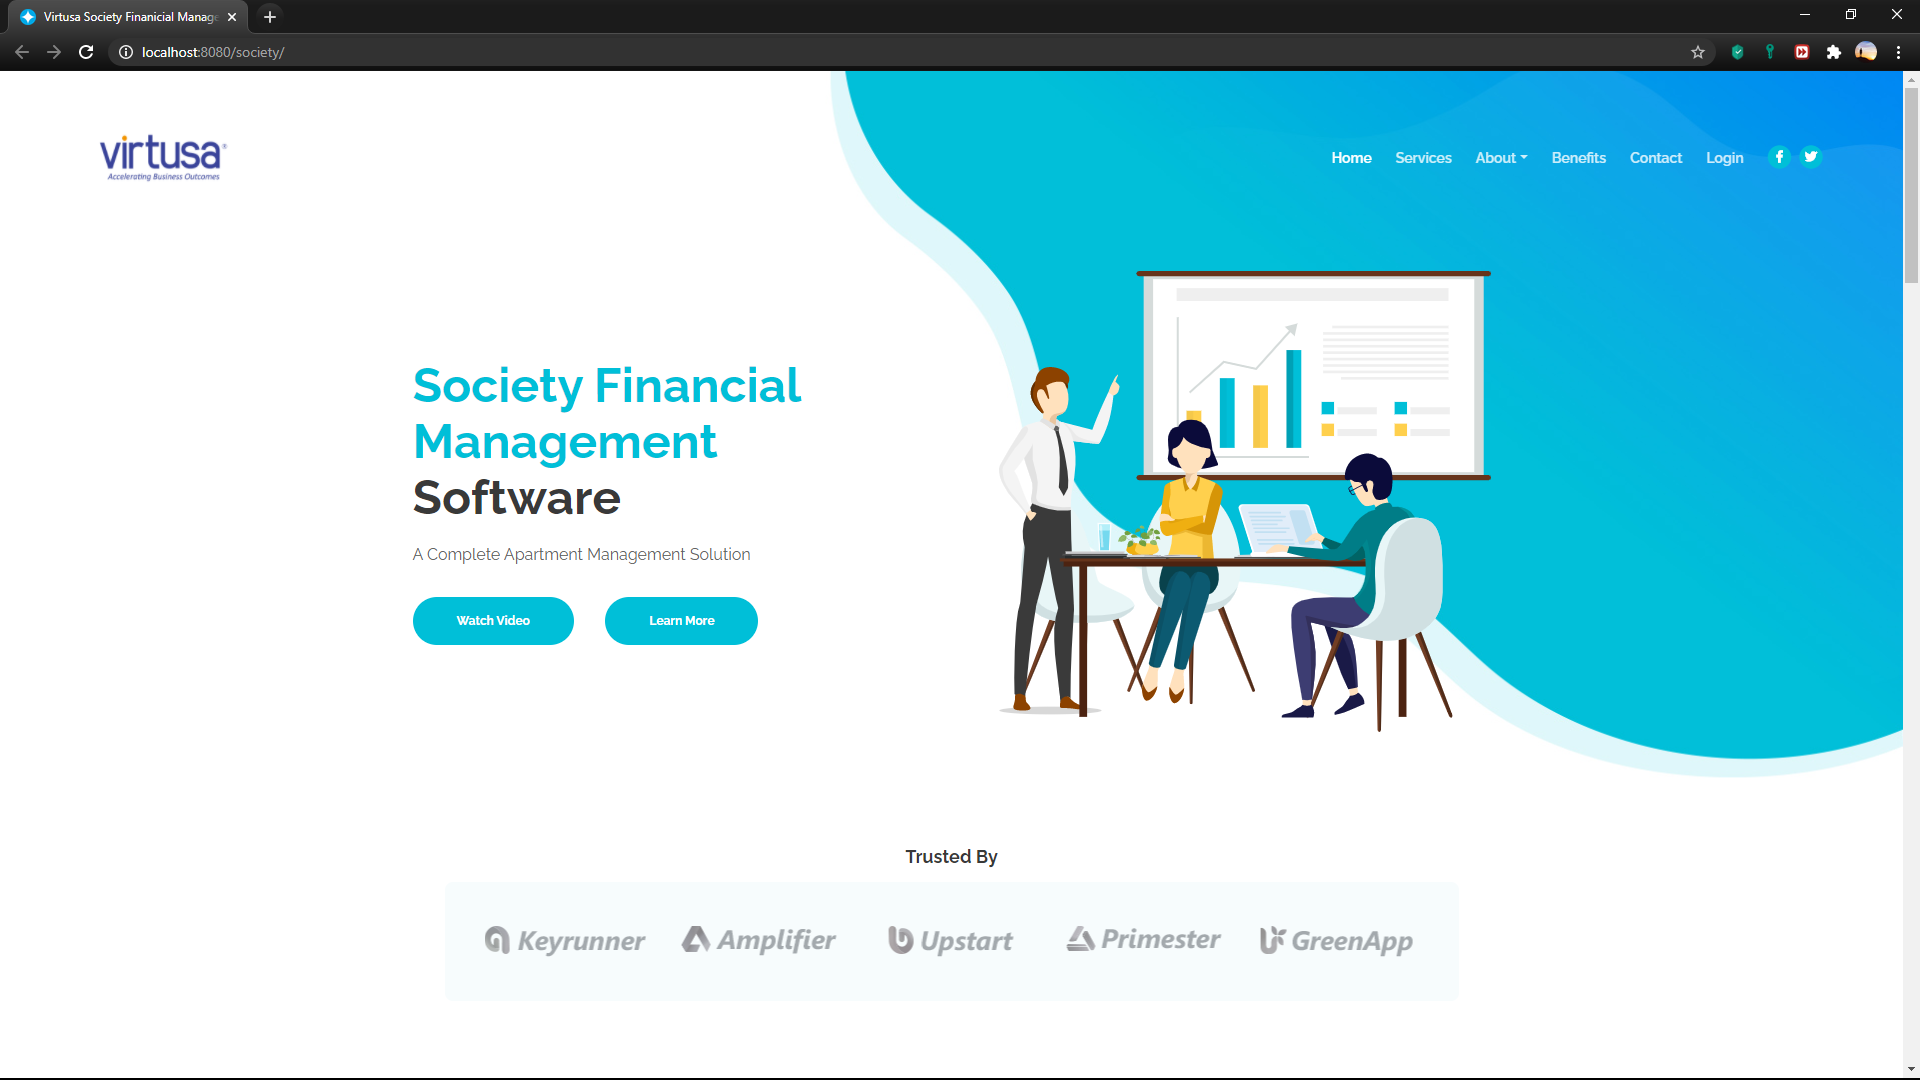 Virtusa Society Finanicial Manage
localhost:8080/society/
virtusa®
Accelerating Business Outcomes
Home
Services
About
Benefits
Contact
Login
Society Financial
Management
Software
A Complete Apartment Management Solution
Watch Video
Learn More
Trusted By
Keyrunner
Amplifier
Upstart
Primester
GreenApp